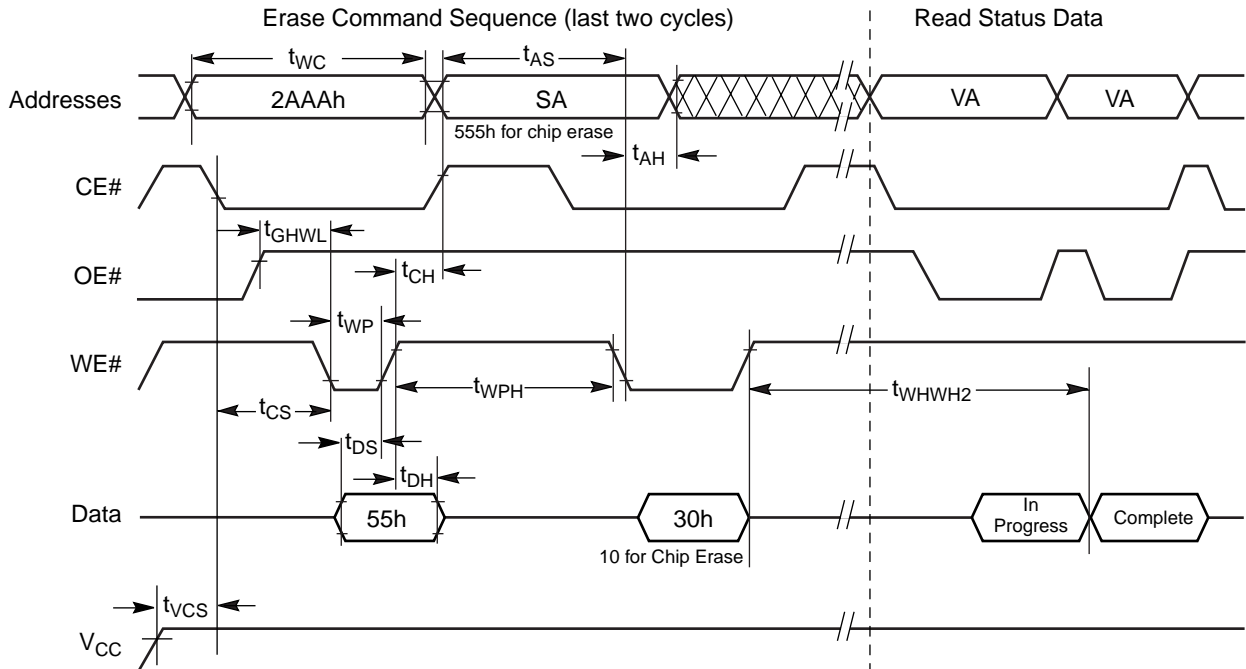 Erase Command Sequence (last two cycles)
Read Status Data
tWC
tAS
Addresses
2AAAh
SA
VA
VA
555h for chip erase
tAH
CE#
tGHWL
OE#
tCH
tWP
WE#
tWPH
tWHWH2
tCS
tDS
tDH
Data
55h
30h
In
Progress
Complete
10 for Chip Erase
tVCS
VCC